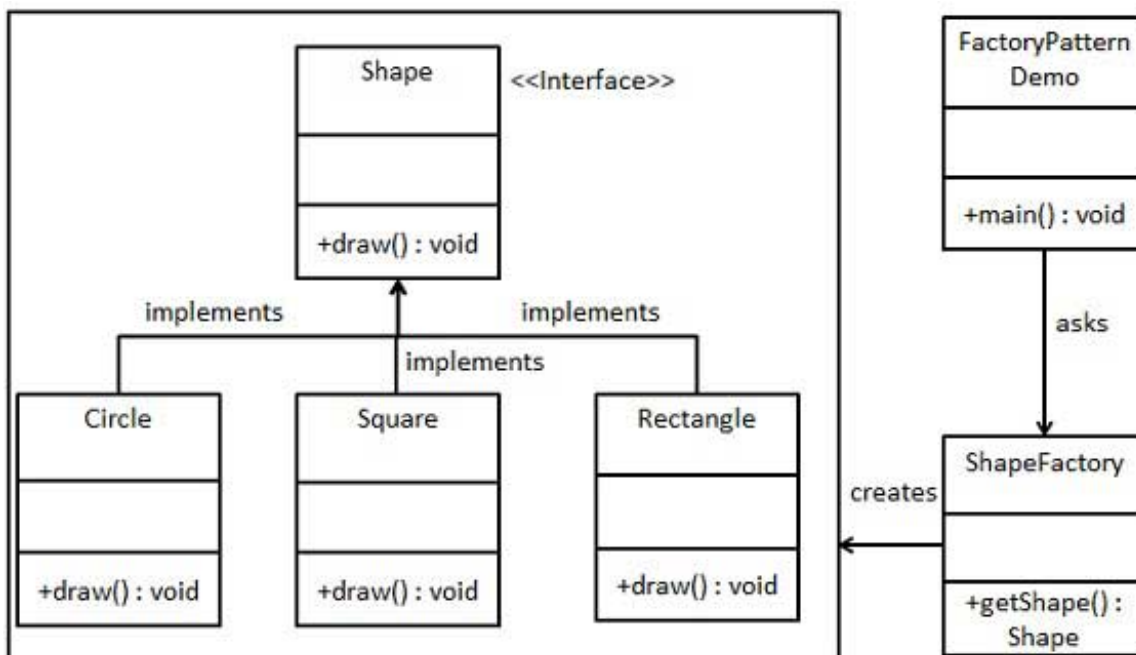 Shape
<<Interface>>
+draw() : void
implements
implements
implements
Circle
+draw() : void
Square
+draw() : void
Rectangle
+draw() : void
FactoryPattern
Demo
+main() : void
asks
ShapeFactory
+getShape() :
Shape
creates